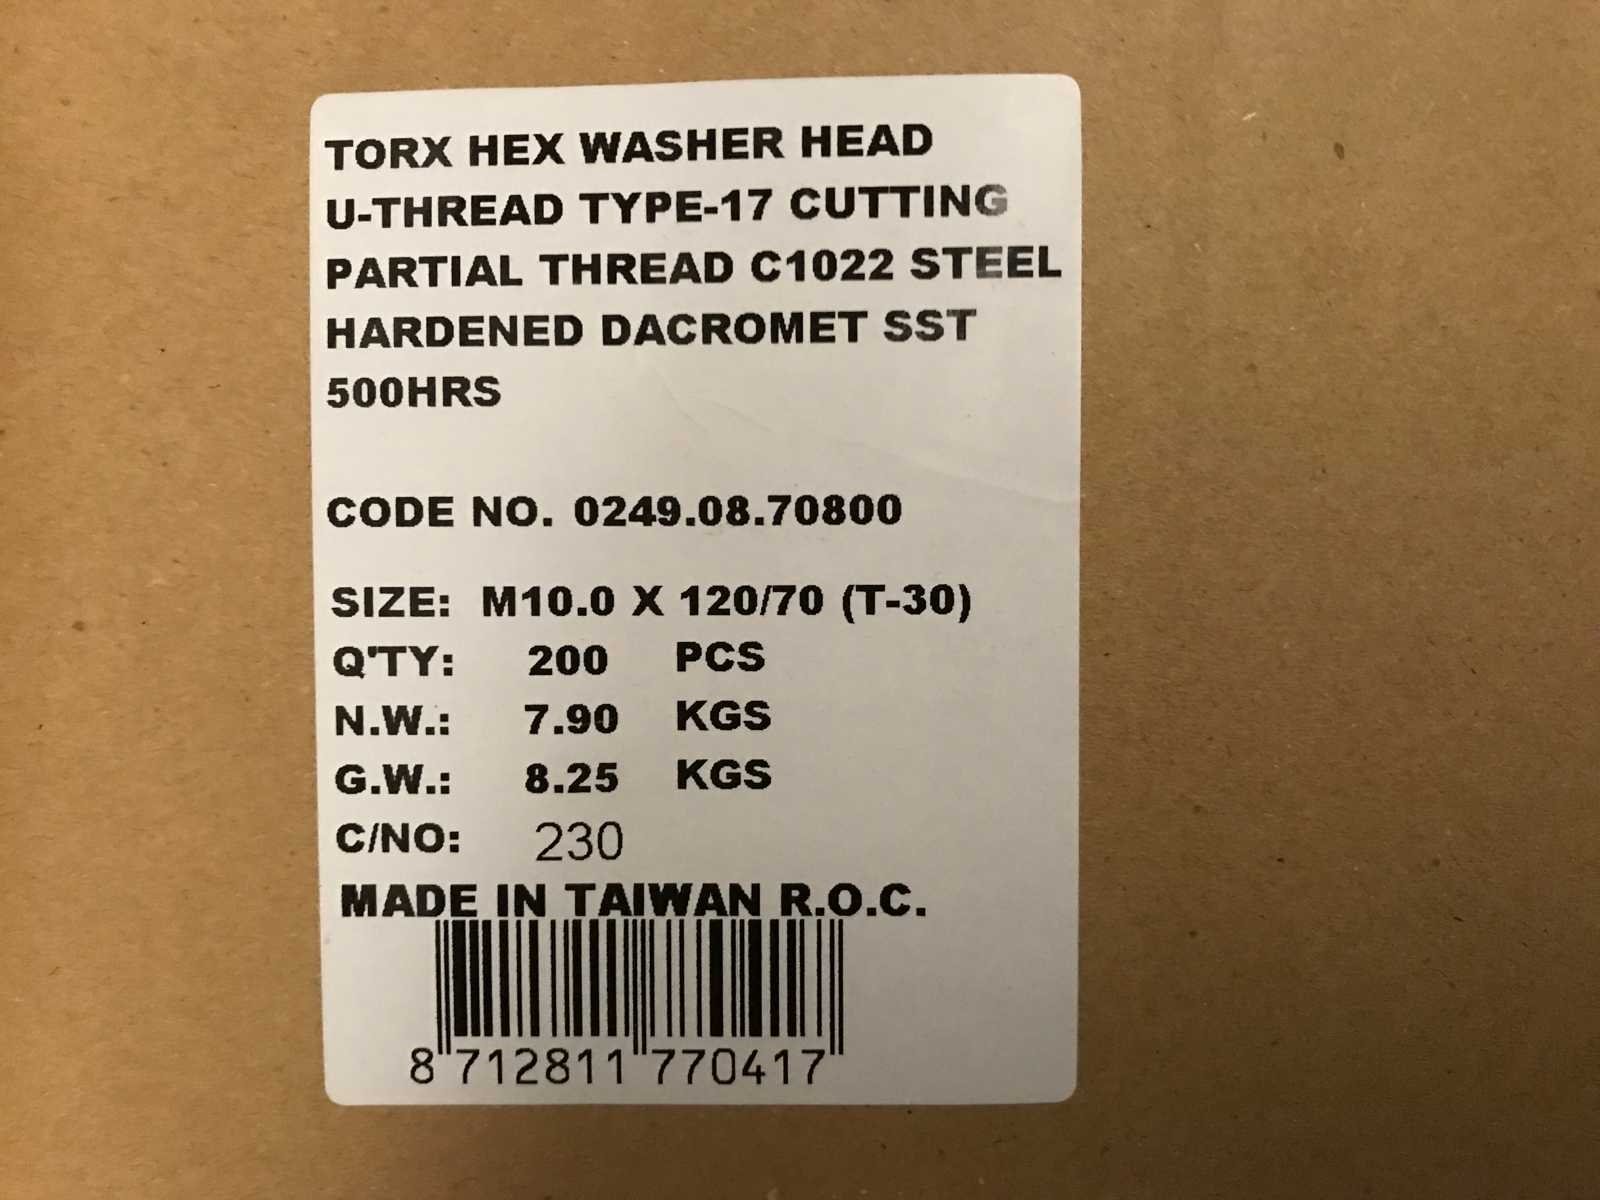 TORX HEX WASHER HEAD
U-THREAD TYPE-17 CUTTING
PARTIAL THREAD C1022 STEEL
HARDENED DACROMET SST
500HRS
CODE NO. 0249.08.70800
SIZE: M10.0 X 120/70 (T-30)
Q'TY: 200 PCS
N.W.: 7.90 KGS
G.W.: 8.25 KGS
C/NO: 230
MADE IN TAIWAN R.O.C.
8 712811 770417